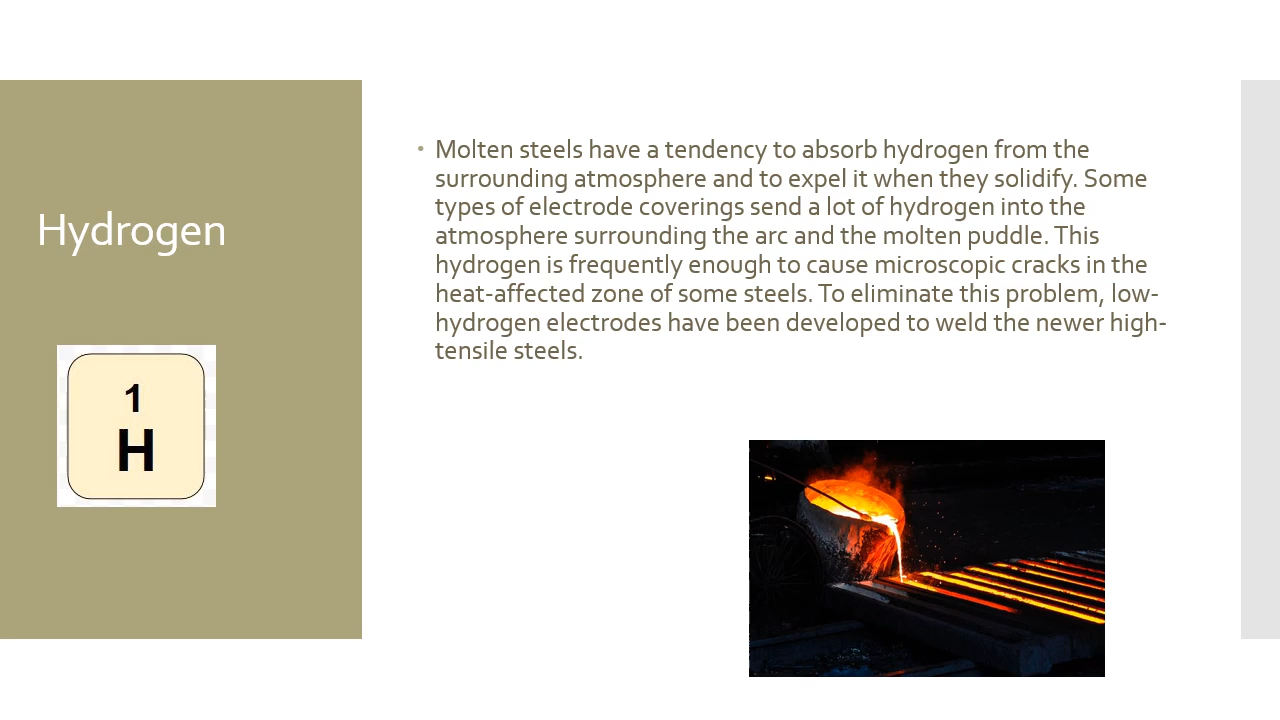 Hydrogen
1
H
• Molten steels have a tendency to absorb hydrogen from the
surrounding atmosphere and to expel it when they solidify. Some
types of electrode coverings send a lot of hydrogen into the
atmosphere surrounding the arc and the molten puddle. This
hydrogen is frequently enough to cause microscopic cracks in the
heat-affected zone of some steels. To eliminate this problem, low-
hydrogen electrodes have been developed to weld the newer high-
tensile steels.